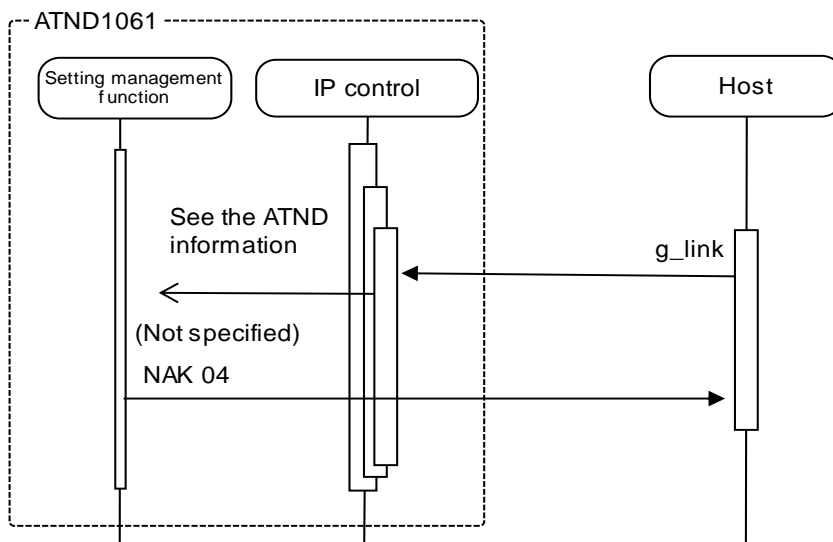 ATND1061
Setting management
function
IP control
Host
See the ATND
information
g_link
(Not specified)
NAK 04